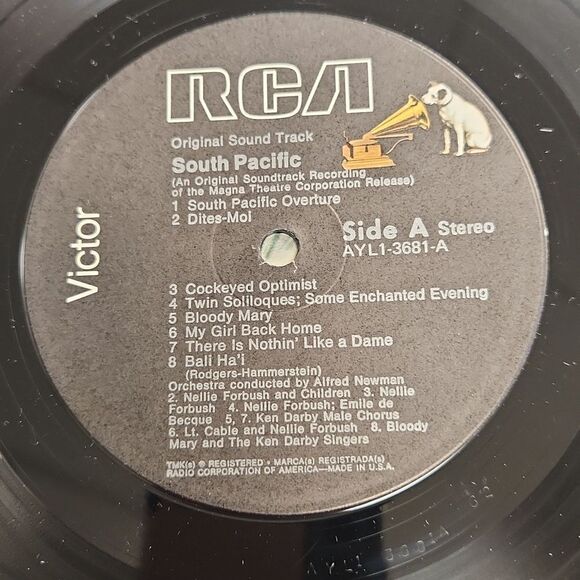 RCA
Original Sound Track
South Pacific
(An Original Soundtrack Recording
of the Magna Theatre Corporation Release)
1 South Pacific Overture
2 Dites-Moi
Side A Stereo
AYL1-3681-A
Victor
3 Cockeyed Optimist
4 Twin Soliloques; Some Enchanted Evening
5 Bloody Mary
6 My Girl Back Home
7 There Is Nothin' Like a Dame
8 Bali Ha'i
(Rodgers-Hammerstein)
Orchestra conducted by Alfred Newman
2. Nellie Forbush and Children 3. Nellie
Forbush 4. Nellie Forbush; Emile de
Becque 5, 7. Ken Darby Male Chorus
6. Lt. Cable and Nellie Forbush 8. Bloody
Mary and The Ken Darby Singers
TMK(s) ® REGISTERED • MARCA(s) REGISTRADA(s)
RADIO CORPORATION OF AMERICA—MADE IN U.S.A.